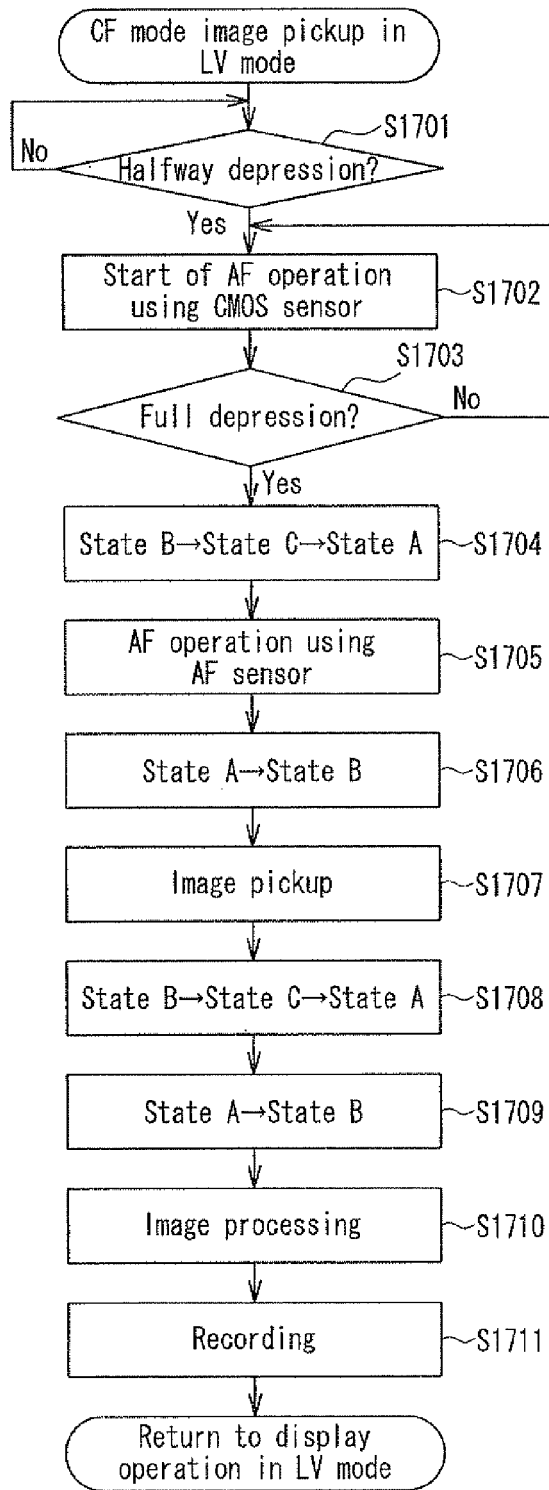 CF mode image pickup in
LV mode
S1701
No
Halfway depression?
Yes
Start of AF operation
using CMOS sensor
S1702
S1703
Full depression?
No
Yes
State B→State C→State A
S1704
AF operation using
AF sensor
S1705
State A→State B
S1706
Image pickup
S1707
State B→State C→State A
S1708
State A→State B
S1709
Image processing
S1710
Recording
S1711
Return to display
operation in LV mode